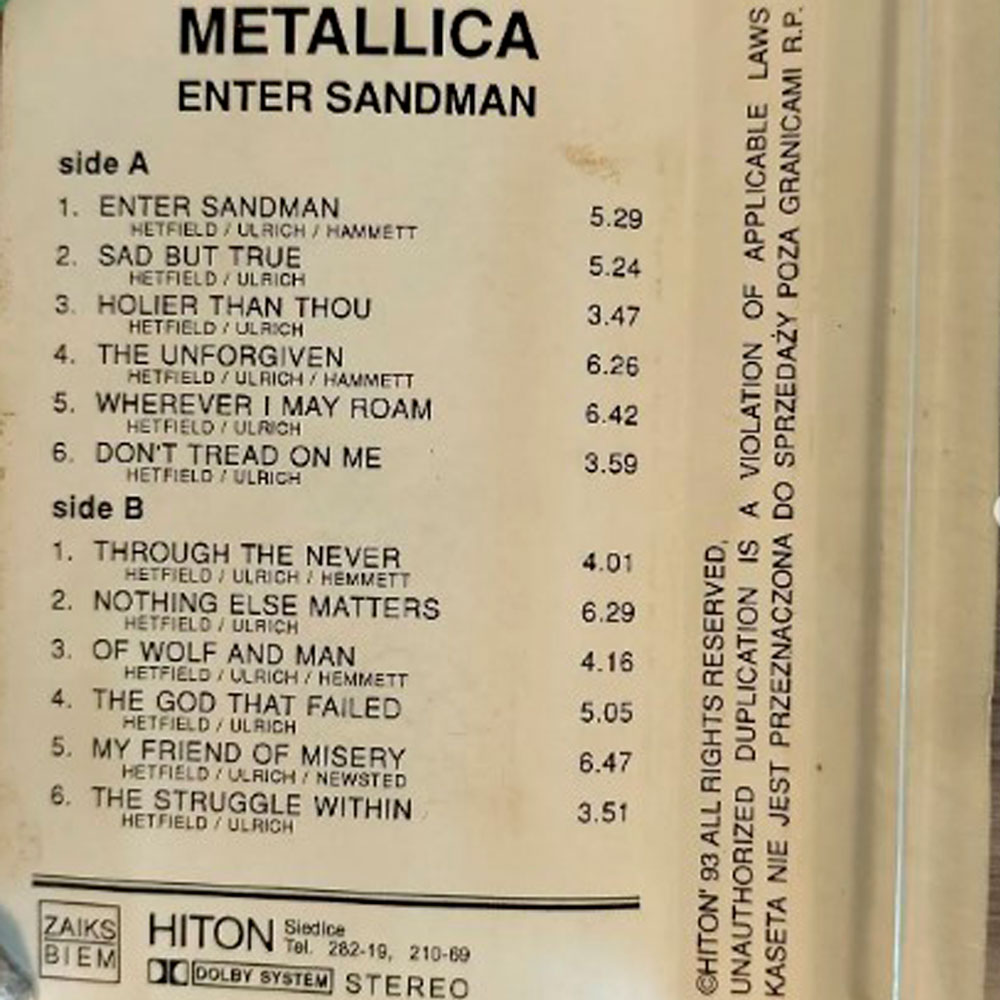 METALLICA
ENTER SANDMAN
side A
1. ENTER SANDMAN 5.29
HETFIELD / ULRICH / HAMMETT
2. SAD BUT TRUE 5.24
HETFIELD / ULRICH
3. HOLIER THAN THOU 3.47
HETFIELD / ULRICH
4. THE UNFORGIVEN 6.26
HETFIELD / ULRICH / HAMMETT
5. WHEREVER I MAY ROAM 6.42
HETFIELD / ULRICH
6. DON'T TREAD ON ME 3.59
HETFIELD / ULRICH
side B
1. THROUGH THE NEVER 4.01
HETFIELD / ULRICH / HEMMETT
2. NOTHING ELSE MATTERS 6.29
HETFIELD / ULRICH
3. OF WOLF AND MAN 4.16
HETFIELD / ULRICH / HEMMETT
4. THE GOD THAT FAILED 5.05
HETFIELD / ULRICH
5. MY FRIEND OF MISERY 6.47
HETFIELD / ULRICH / NEWSTED
6. THE STRUGGLE WITHIN 3.51
HETFIELD / ULRICH
ZAIKS
BIEM
HITON Siedlce
Tel. 282-19, 210-69
DOLBY SYSTEM STEREO
©HITON' 93 ALL RIGHTS RESERVED,
UNAUTHORIZED DUPLICATION IS A VIOLATION OF APPLICABLE LAWS
KASETA NIE JEST PRZEZNACZONA DO SPRZEDAŻY POZA GRANICAMI R.P.